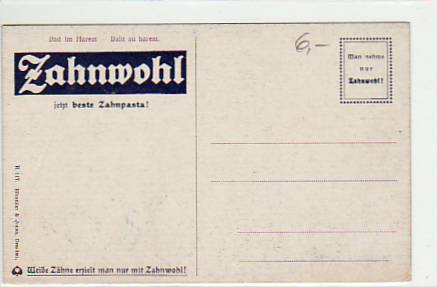 Bad im Harem — Bain au harem.
Zahnwohl
jetzt beste Zahnpasta!
6,-
Man nehme
nur
Zahnwohl!
Weiße Zähne erzielt man nur mit Zahnwohl!